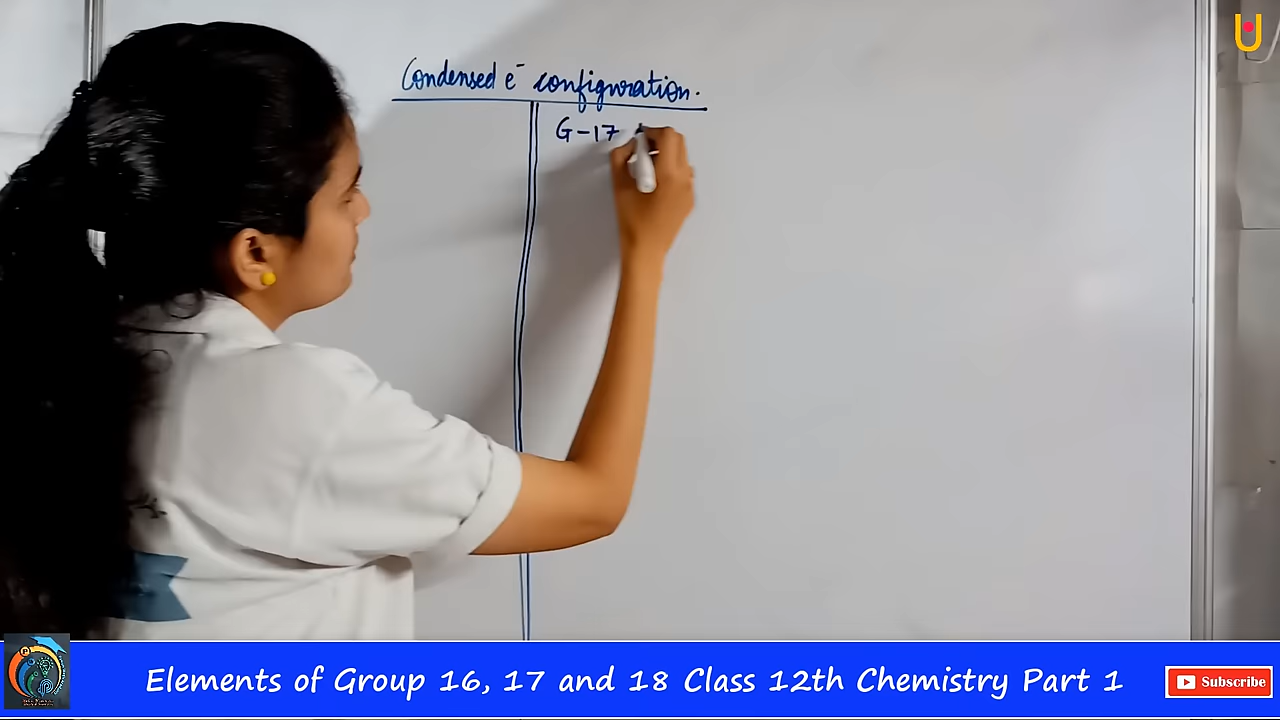 Condensed e⁻ configuration.
G-17
Elements of Group 16, 17 and 18 Class 12th Chemistry Part 1
Subscribe